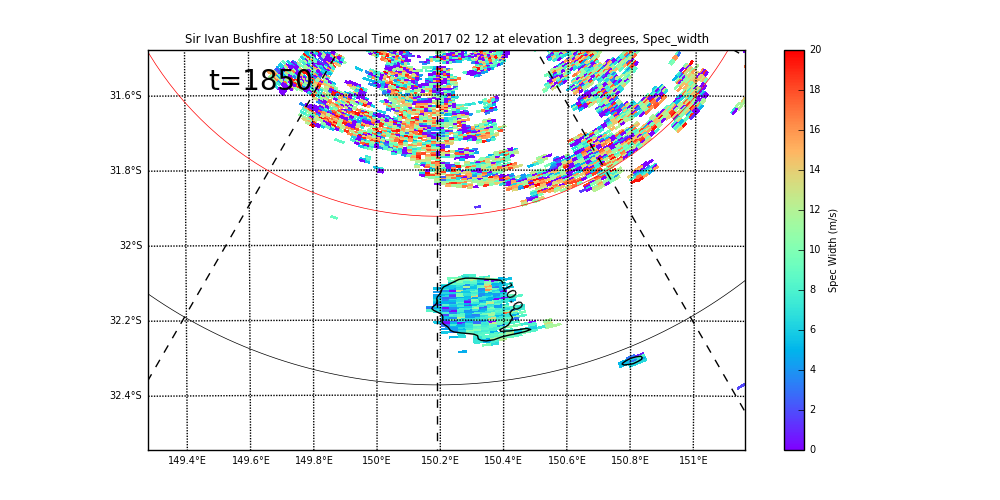 Sir Ivan Bushfire at 18:50 Local Time on 2017 02 12 at elevation 1.3 degrees, Spec_width
t=1850
31.6°S
31.8°S
32°S
32.2°S
32.4°S
149.4°E 149.6°E 149.8°E 150°E 150.2°E 150.4°E 150.6°E 150.8°E 151°E
20
18
16
14
12
10
8
6
4
2
0
Spec Width (m/s)